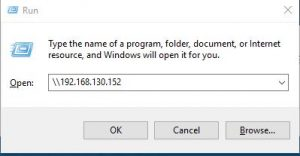 Run
Type the name of a program, folder, document, or Internet
resource, and Windows will open it for you.
Open: \\192.168.130.152
OK Cancel Browse...